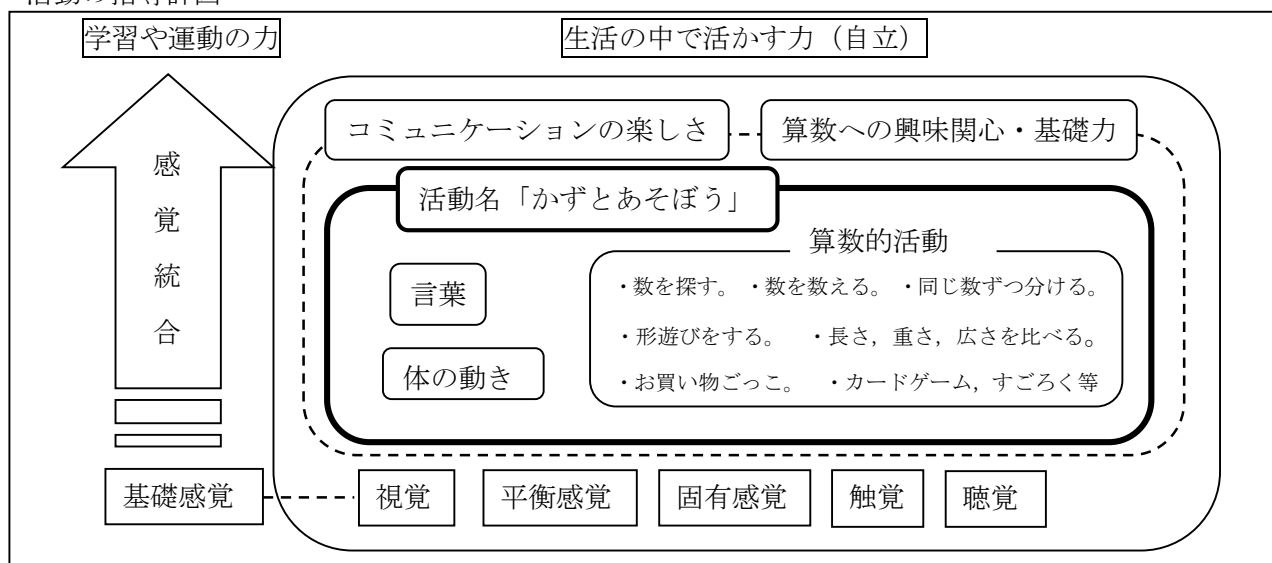 学習や運動の力
生活の中で活かす力（自立）
コミュニケーションの楽しさ
算数への興味関心・基礎力
感覚統合
活動名「かずとあそぼう」
算数的活動
言葉
体の動き
・数を探す。 ・数を数える。 ・同じ数ずつ分ける。
・形遊びをする。 ・長さ，重さ，広さを比べる。
・お買い物ごっこ。 ・カードゲーム，すごろく等
基礎感覚
視覚
平衡感覚
固有感覚
触覚
聴覚